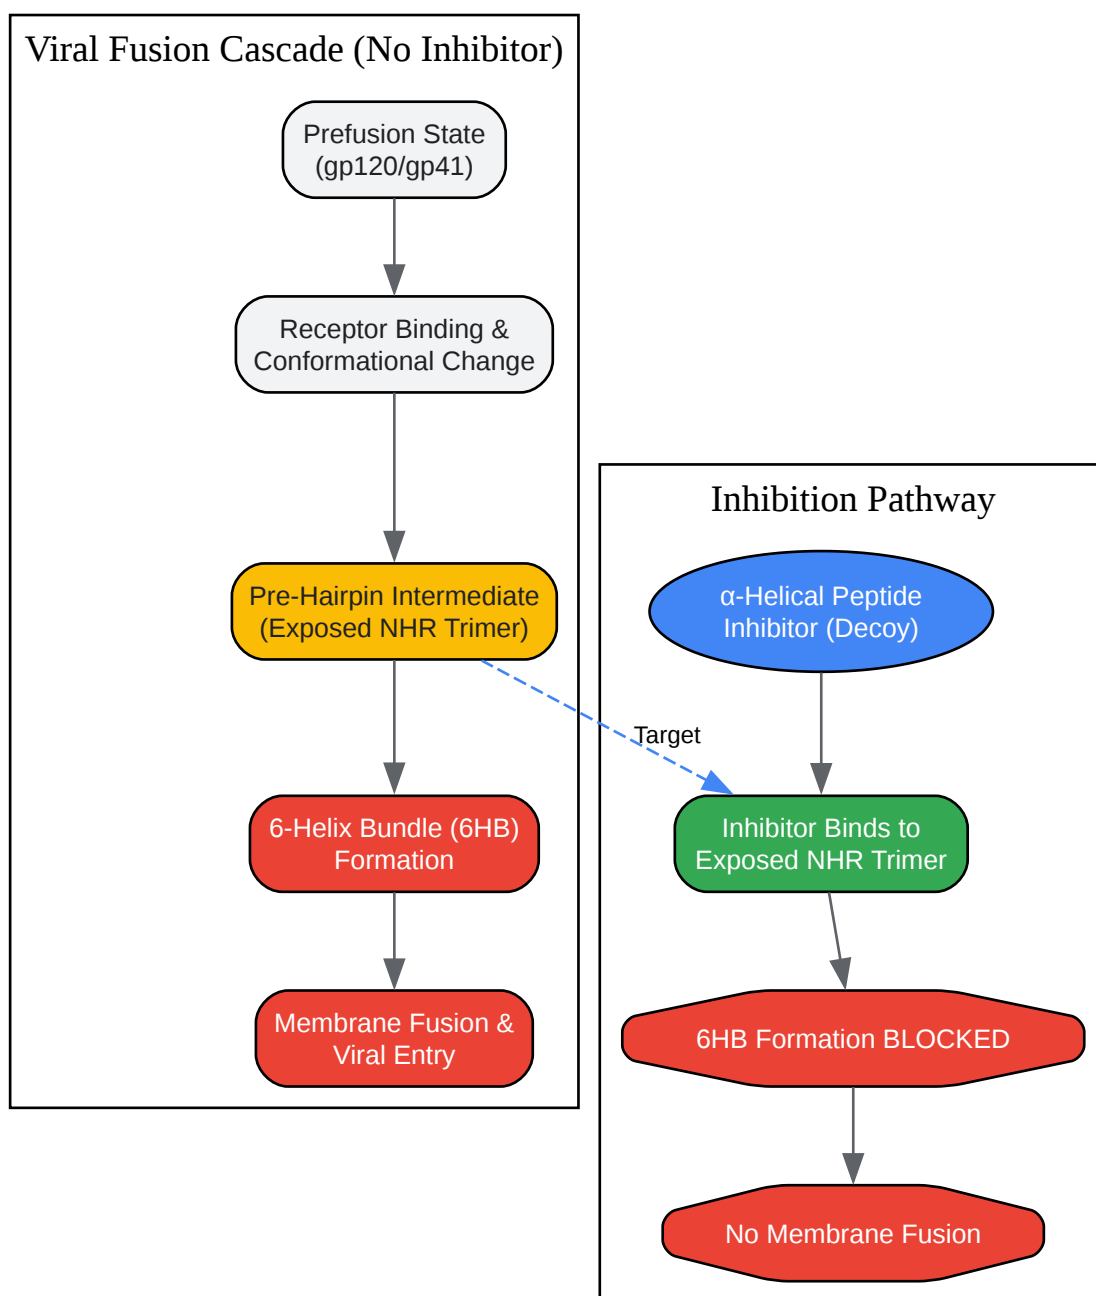 Viral Fusion Cascade (No Inhibitor)
Prefusion State
(gp120/gp41)
Receptor Binding &
Conformational Change
Pre-Hairpin Intermediate
(Exposed NHR Trimer)
6-Helix Bundle (6HB)
Formation
Membrane Fusion &
Viral Entry
Inhibition Pathway
α-Helical Peptide
Inhibitor (Decoy)
Target
Inhibitor Binds to
Exposed NHR Trimer
6HB Formation BLOCKED
No Membrane Fusion